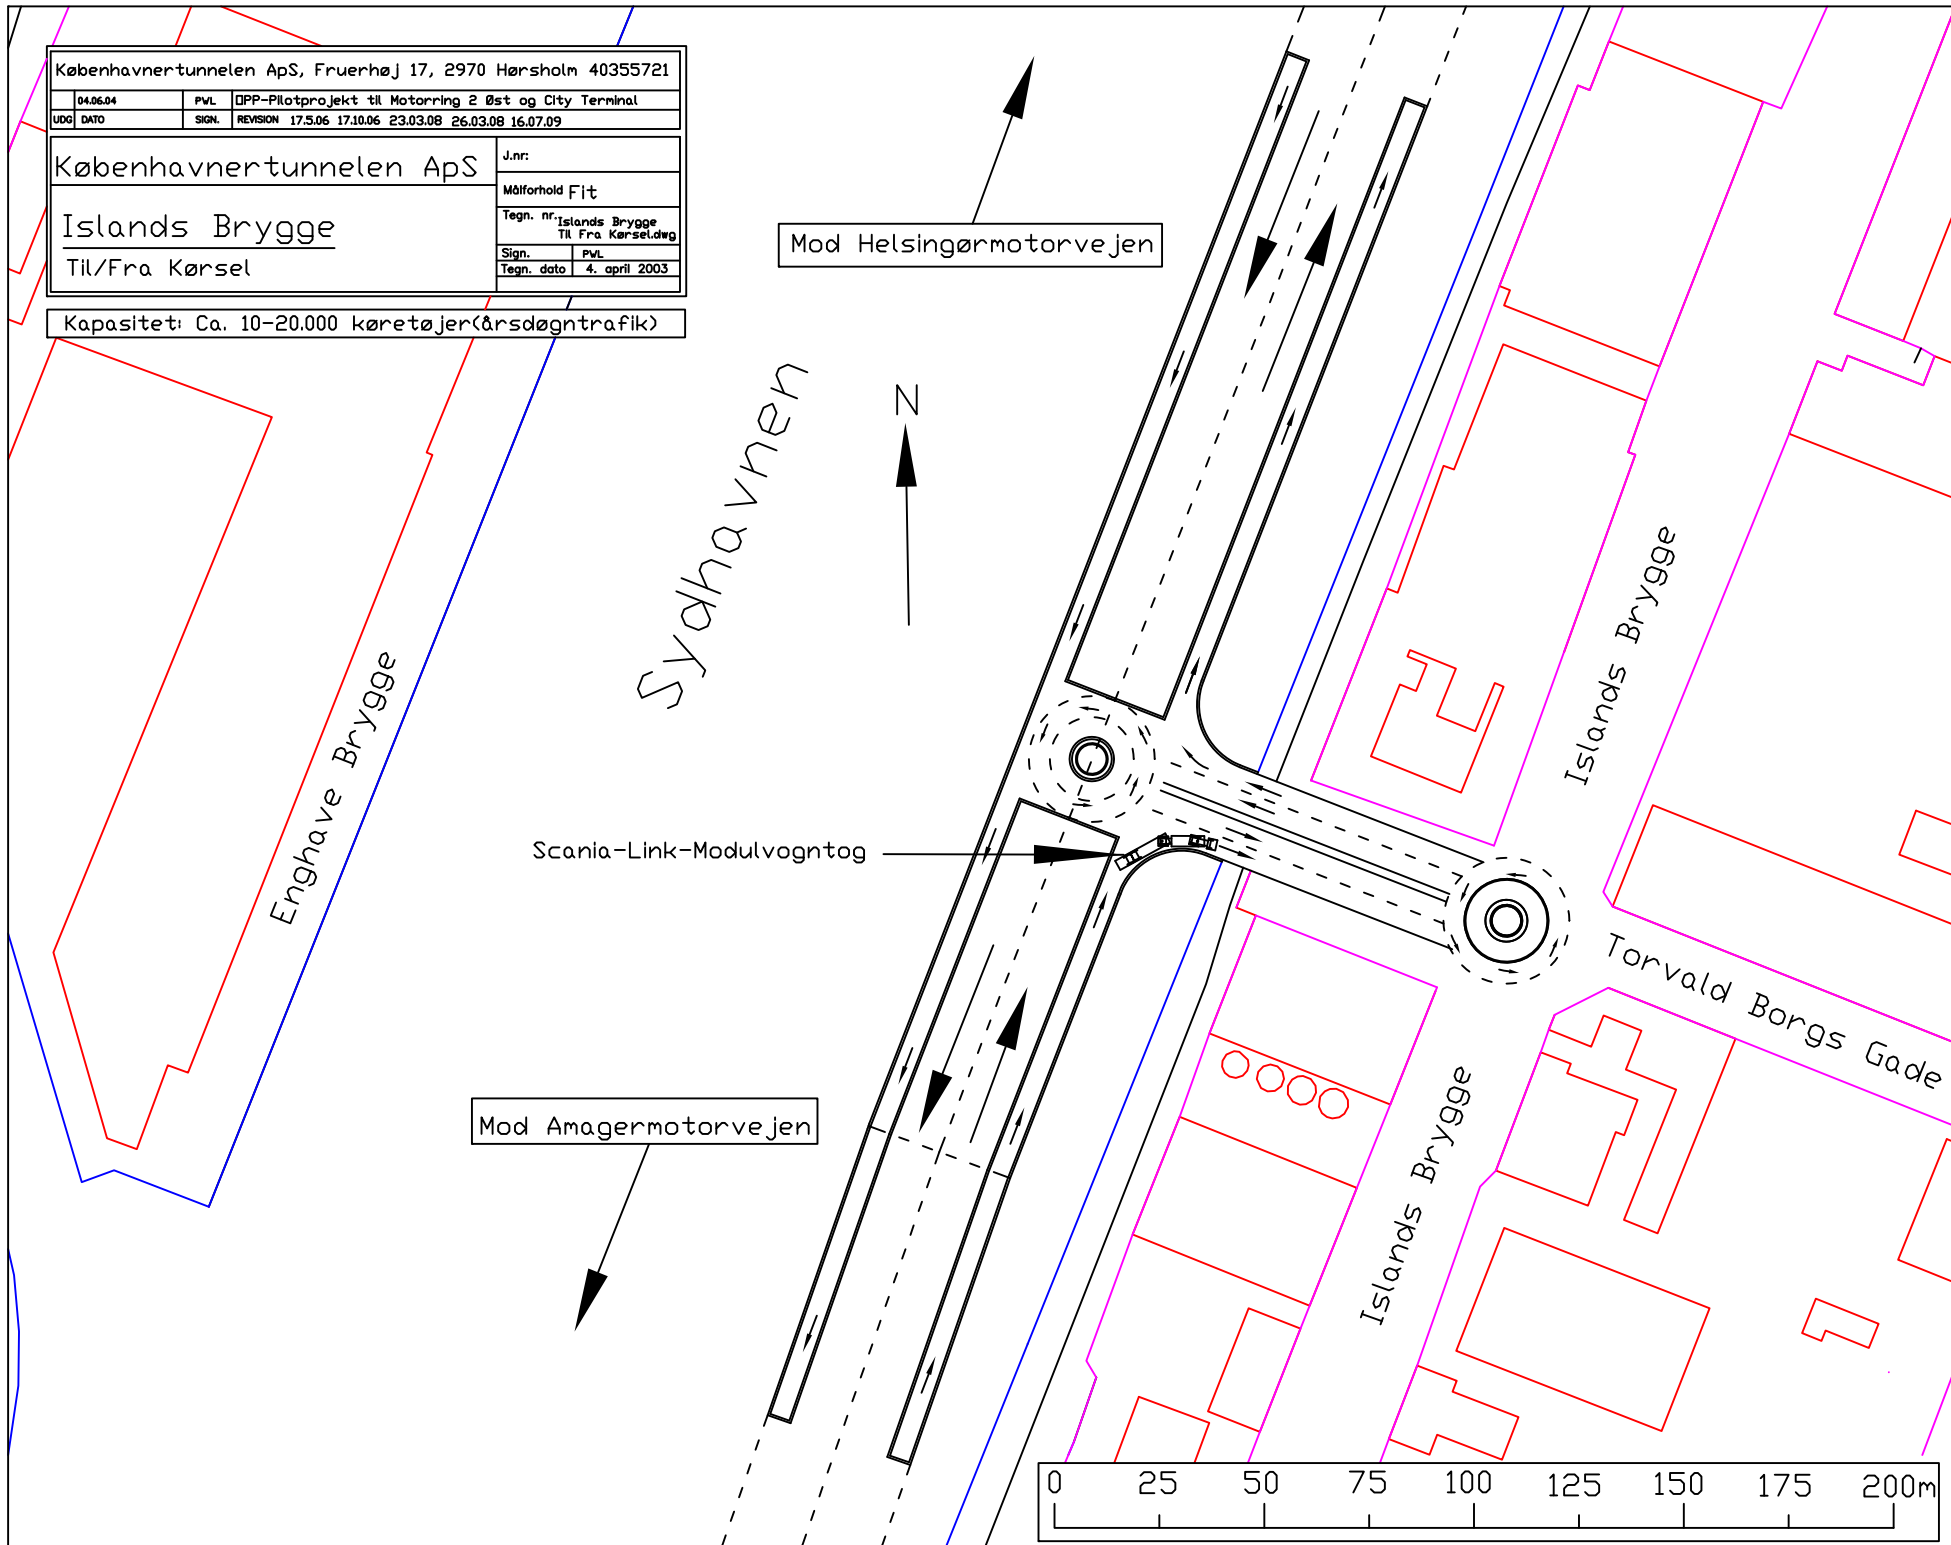 Københavnertunnelen ApS, Fruerhøj 17, 2970 Hørsholm 40355721
04.06.04 PWL OPP-Pilotprojekt til Motorring 2 Øst og City Terminal
UDG DATO SIGN. REVISION 17.5.06 17.10.06 23.03.08 26.03.08 16.07.09
Københavnertunnelen ApS
J.nr:
Målforhold Fit
Islands Brygge
Til/Fra Kørsel
Tegn. nr. Islands Brygge
Til Fra Kørsel.dwg
Sign. PWL
Tegn. dato 4. april 2003
Kapasitet: Ca. 10-20.000 køretøjer(årsdøgntrafik)
Mod Helsingørmotorvejen
N
Sydhavnen
Enghave Brygge
Islands Brygge
Scania-Link-Modulvogntog
Torvald Borgs Gade
Mod Amagermotorvejen
Islands Brygge
0 25 50 75 100 125 150 175 200m